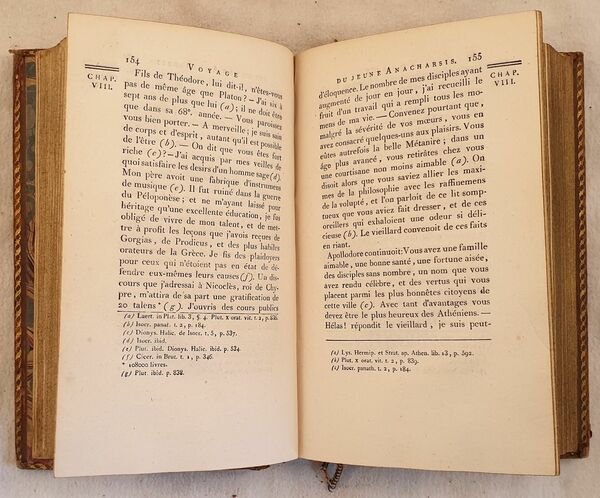 154 VOYAGE
CHAP.
VIII.
Fils de Théodore, lui dit-il, n'êtes-vous
pas de même âge que Platon? – J'ai six à
sept ans de plus que lui (a); il ne doit être
que dans sa 68e. année. – Vous paroissez
vous bien porter. – A merveille; je suis sain
de corps et d'esprit, autant qu'il est possible
de l'être (b). – On dit que vous êtes fort
riche (c)? – J'ai acquis par mes veilles de
quoi satisfaire les desirs d'un homme sage (d).
Mon père avoit une fabrique d'instrumens
de musique (e). Il fut ruiné dans la guerre
du Péloponèse; et ne m'ayant laissé pour
héritage qu'une excellente éducation, je fus
obligé de vivre de mon talent, et de met-
tre à profit les leçons que j'avois reçues de
Gorgias, de Prodicus, et des plus habiles
orateurs de la Grèce. Je fis des plaidoyers
pour ceux qui n'étoient pas en état de dé-
fendre eux-mêmes leurs causes (f). Un dis-
cours que j'adressai à Nicoclès, roi de Chy-
pre, m'attira de sa part une gratification de
20 talens* (g). J'ouvris des cours publics
(a) Laert. in Plat. lib. 3, §. 4. Plut. x orat. vit. t. 2, p. 836.
(b) Isocr. panat. t. 2, p. 184.
(c) Dionys. Halic. de Isocr. t. 5, p. 537.
(d) Isocr. ibid.
(e) Plut. ibid. Dionys. Halic. ibid. p. 534.
(f) Cicer. in Brut. t. 1, p. 346.
* 108000 livres.
(g) Plut. ibid. p. 838.
DU JEUNE ANACHARSIS. 155
CHAP.
VIII.
d'éloquence. Le nombre de mes disciples ayant
augmenté de jour en jour, j'ai recueilli le
fruit d'un travail qui a rempli tous les mo-
mens de ma vie. – Convenez pourtant que,
malgré la sévérité de vos mœurs, vous en
avez consacré quelques-uns aux plaisirs. Vous
eûtes autrefois la belle Métanire; dans un
âge plus avancé, vous retirâtes chez vous
une courtisane non moins aimable (a). On
disoit alors que vous saviez allier les maxi-
mes de la philosophie avec les raffinemens
de la volupté, et l'on parloit de ce lit somp-
tueux que vous aviez fait dresser, et de ces
oreillers qui exhaloient une odeur si déli-
cieuse (b). Le vieillard convenoit de ces faits
en riant.
Apollodore continuoit: Vous avez une famille
aimable, une bonne santé, une fortune aisée,
des disciples sans nombre, un nom que vous
avez rendu célèbre, et des vertus qui vous
placent parmi les plus honnêtes citoyens de
cette ville (c). Avec tant d'avantages vous
devez être le plus heureux des Athéniens. –
Hélas! répondit le vieillard, je suis peut-
(a) Lys. Hermip. et Strat. ap. Athen. lib. 13, p. 592.
(b) Plut. x orat. vit. t. 2, p. 839.
(c) Isocr. panath. t. 2, p. 184.